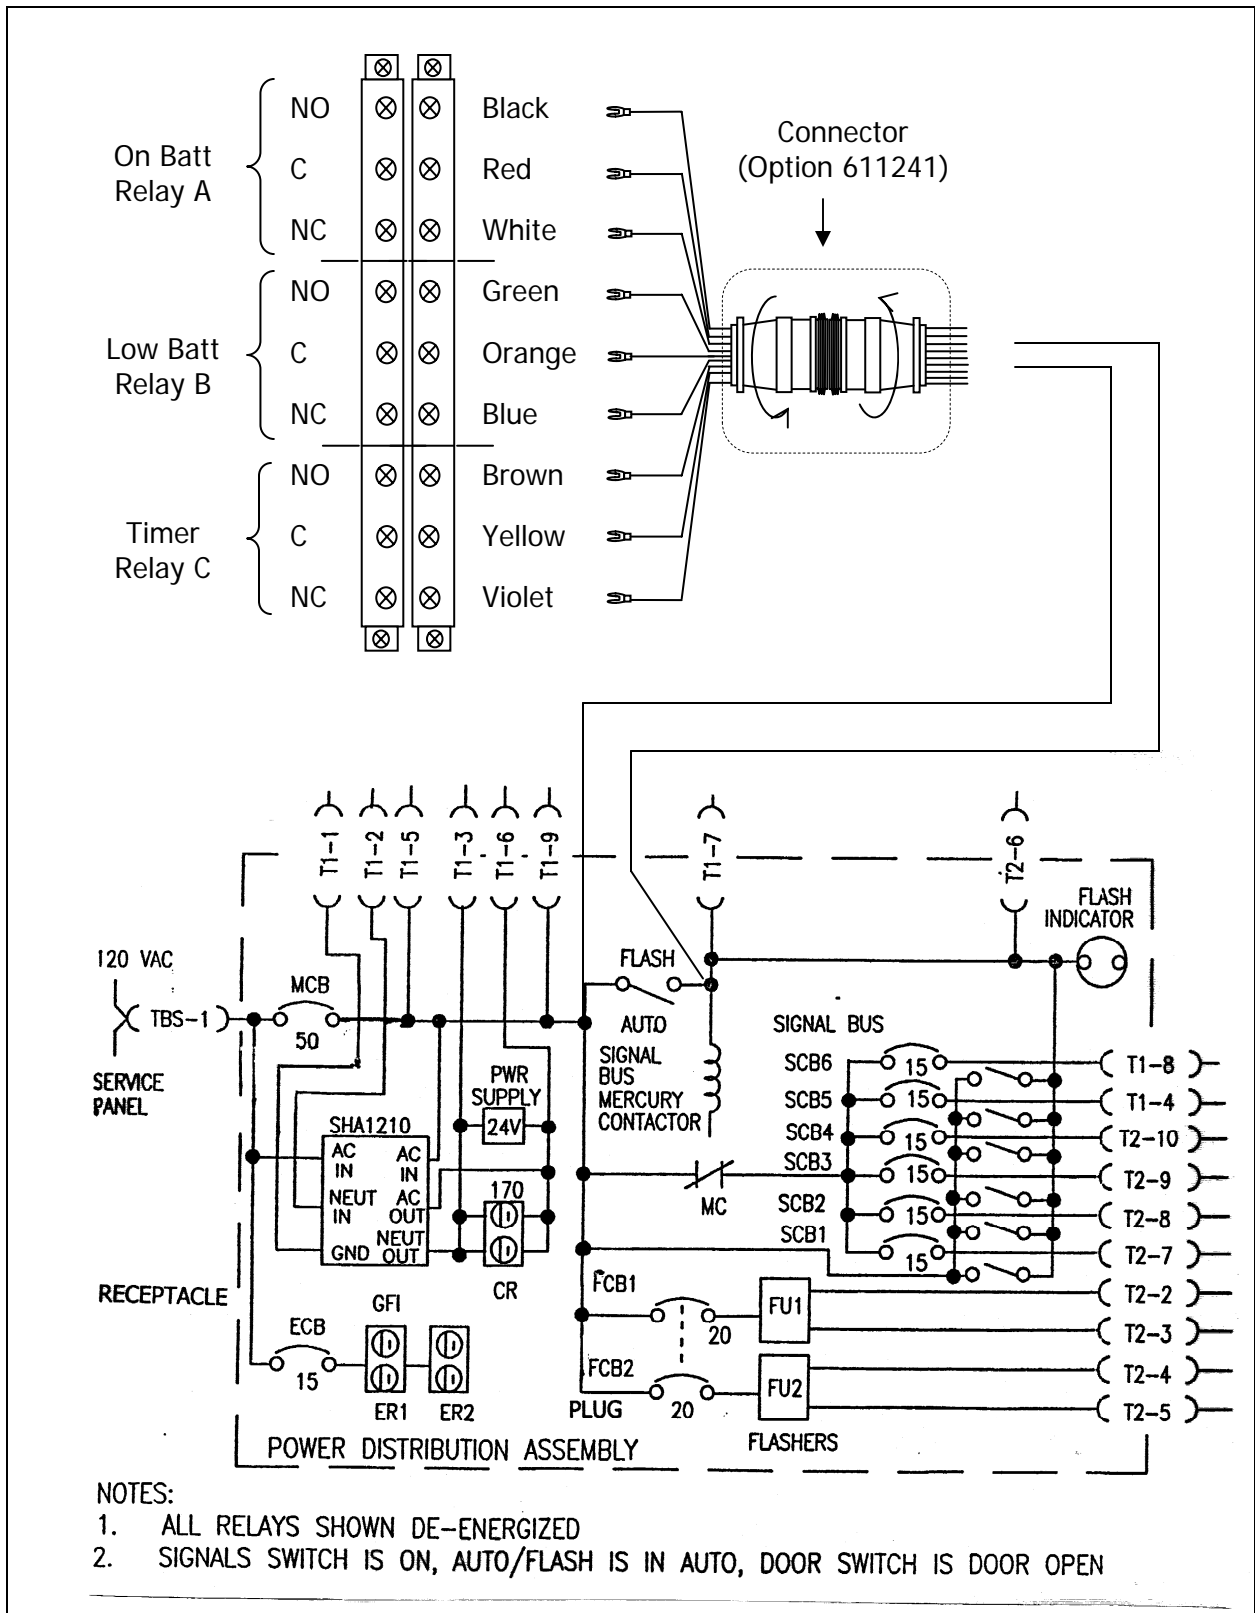 NO
Black
C
Red
On Batt
Relay A
NC
White
Connector
(Option 611241)
NO
Green
C
Orange
Low Batt
Relay B
NC
Blue
NO
Brown
C
Yellow
Timer
Relay C
NC
Violet
T1-1
T1-2
T1-5
T1-3
T1-6
T1-9
T1-7
T2-6
FLASH
INDICATOR
120 VAC
MCB
FLASH
TBS-1
50
AUTO
SIGNAL BUS
SERVICE
PANEL
SIGNAL
BUS
MERCURY
CONTACTOR
PWR
SUPPLY
24V
SCB6
15
T1-8
SCB5
15
T1-4
SCB4
15
T2-10
SCB3
15
T2-9
SCB2
15
T2-8
SCB1
15
T2-7
SHA1210
AC
IN
AC
IN
NEUT
IN
AC
OUT
GND
NEUT
OUT
170
CR
MC
RECEPTACLE
FCB1
20
FU1
T2-2
T2-3
FCB2
20
FU2
T2-4
T2-5
ECB
15
GFI
ER1
ER2
PLUG
FLASHERS
POWER DISTRIBUTION ASSEMBLY
NOTES:
1. ALL RELAYS SHOWN DE-ENERGIZED
2. SIGNALS SWITCH IS ON, AUTO/FLASH IS IN AUTO, DOOR SWITCH IS DOOR OPEN